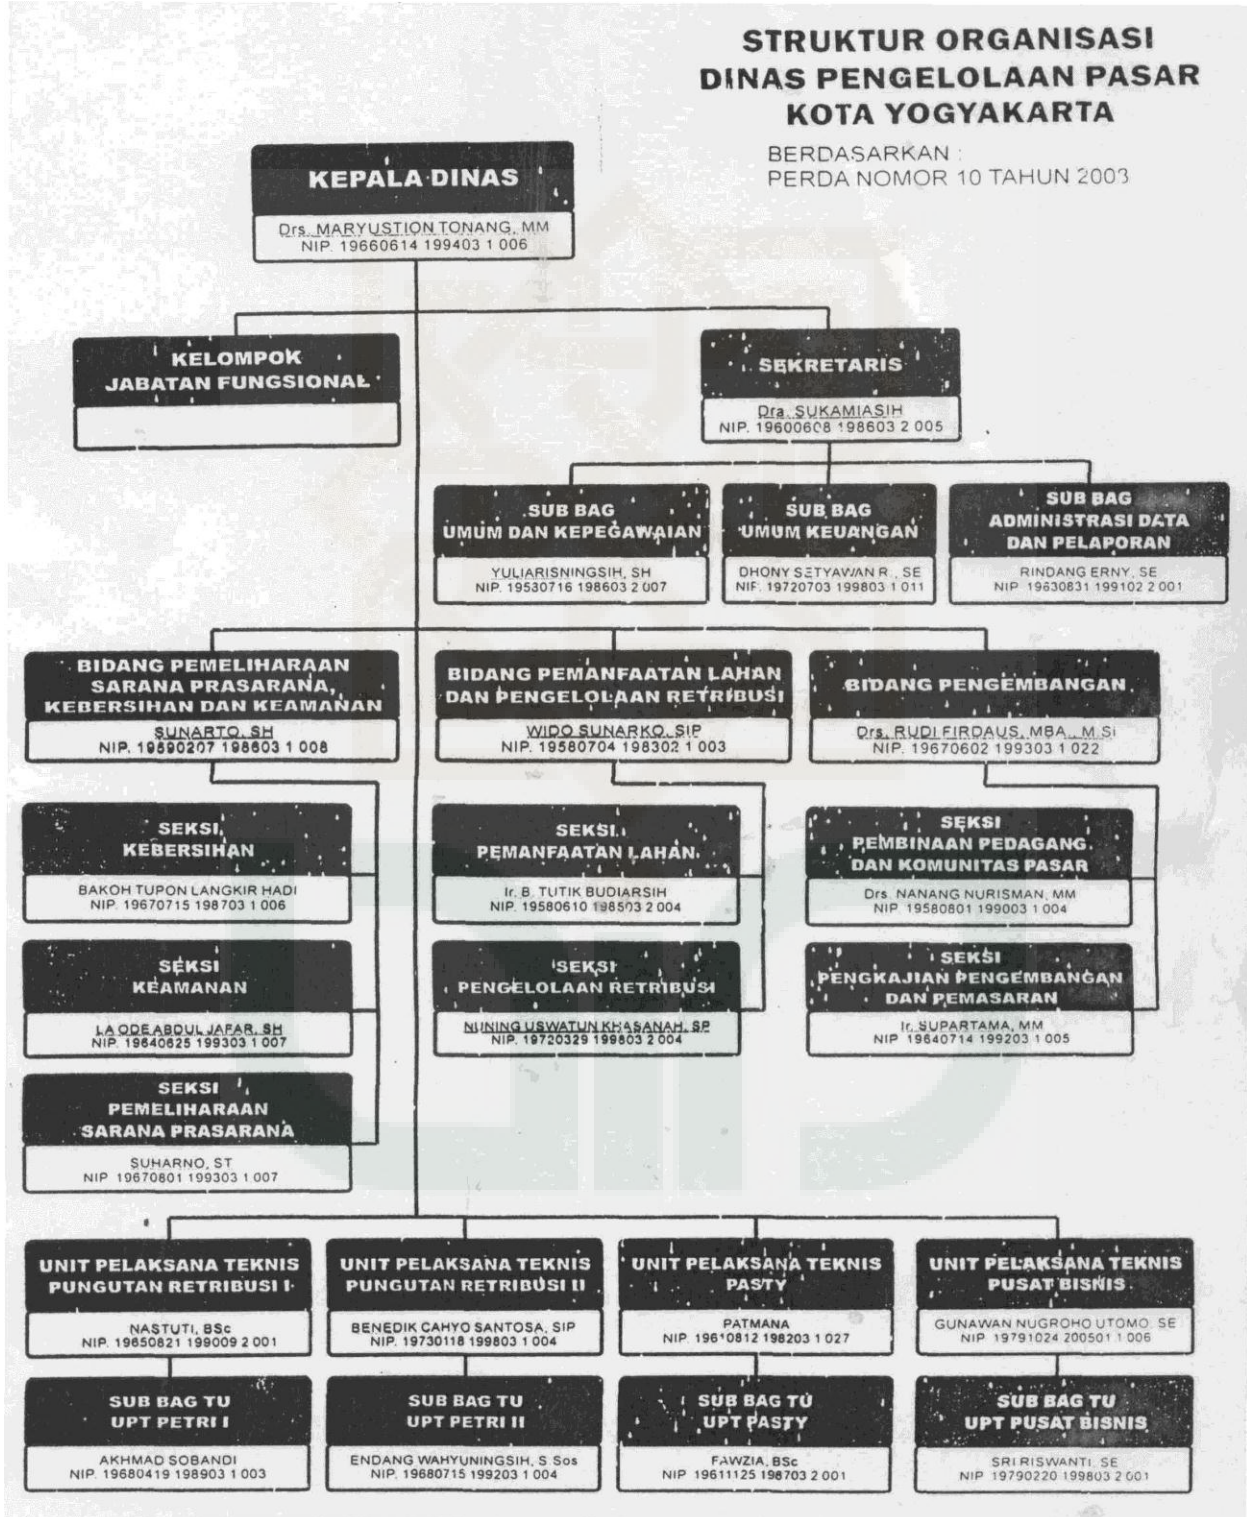 STRUKTUR ORGANISASI
DINAS PENGELOLAAN PASAR
KOTA YOGYAKARTA
BERDASARKAN :
PERDA NOMOR 10 TAHUN 2003
KEPALA DINAS
Drs. MARYUSTION TONANG, MM
NIP. 19660614 199403 1 006
KELOMPOK
JABATAN FUNGSIONAL
SEKRETARIS
Dra. SUKAMIASIH
NIP. 19600608 198603 2 005
SUB BAG
UMUM DAN KEPEGAWAIAN
YULIARISNINGSIH, SH
NIP. 19530716 198603 2 007
SUB BAG
UMUM KEUANGAN
DHONY SETYAWAN R., SE
NIP. 19720703 199803 1 011
SUB BAG
ADMINISTRASI DATA
DAN PELAPORAN
RINDANG ERNY, SE
NIP. 19630831 199102 2 001
BIDANG PEMELIHARAAN
SARANA PRASARANA,
KEBERSIHAN DAN KEAMANAN
SUNARTO, SH
NIP. 19590207 198603 1 008
BIDANG PEMANFAATAN LAHAN
DAN PENGELOLAAN RETRIBUSI
WIDO SUNARKO, SIP
NIP. 19580704 198302 1 003
BIDANG PENGEMBANGAN
Drs. RUDI FIRDAUS, MBA., M.Si
NIP. 19670602 199303 1 022
SEKSI
KEBERSIHAN
BAKOH TUPON LANGKIR HADI
NIP. 19670715 198703 1 006
SEKSI
PEMANFAATAN LAHAN
Ir. B. TUTIK BUDIARSIH
NIP. 19580610 198503 2 004
SEKSI
PEMBINAAN PEDAGANG
DAN KOMUNITAS PASAR
Drs. NANANG NURISMAN, MM
NIP. 19580801 199003 1 004
SEKSI
KEAMANAN
LA ODE ABDUL JAFAR, SH
NIP. 19640625 199303 1 007
SEKSI
PENGELOLAAN RETRIBUSI
NUNING USWATUN KHASANAH, SP
NIP. 19720329 199803 2 004
SEKSI
PENGKAJIAN PENGEMBANGAN
DAN PEMASARAN
Ir. SUPARTAMA, MM
NIP 19640714 199203 1 005
SEKSI
PEMELIHARAAN
SARANA PRASARANA
SUHARNO, ST
NIP 19670801 199303 1 007
UNIT PELAKSANA TEKNIS
PUNGUTAN RETRIBUSI I
NASTUTI, BSc
NIP. 19650821 199009 2 001
UNIT PELAKSANA TEKNIS
PUNGUTAN RETRIBUSI II
BENEDIK CAHYO SANTOSA, SIP
NIP. 19730118 199803 1 004
UNIT PELAKSANA TEKNIS
PASTY
PATMANA
NIP. 19610812 198203 1 027
UNIT PELAKSANA TEKNIS
PUSAT BISNIS
GUNAWAN NUGROHO UTOMO, SE
NIP 19791024 200501 1 006
SUB BAG TU
UPT PETRI I
AKHMAD SOBANDI
NIP. 19680419 198903 1 003
SUB BAG TU
UPT PETRI II
ENDANG WAHYUNINGSIH, S.Sos
NIP. 19680715 199203 1 004
SUB BAG TU
UPT PASTY
FAWZIA, BSc
NIP 19611125 198703 2 001
SUB BAG TU
UPT PUSAT BISNIS
SRI RISWANTI, SE
NIP 19790220 199803 2 001